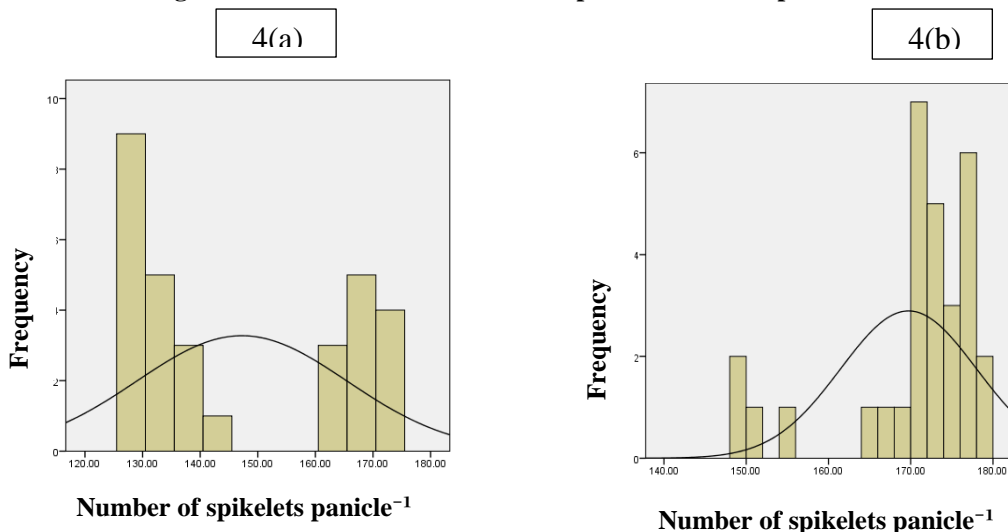 4(a)
10
2
0
120.00 130.00 140.00 150.00 160.00 170.00 180.00
Frequency
Number of spikelets panicle⁻¹
4(b)
6
4
2
0
140.00 150.00 160.00 170.00 180.00
Frequency
Number of spikelets panicle⁻¹